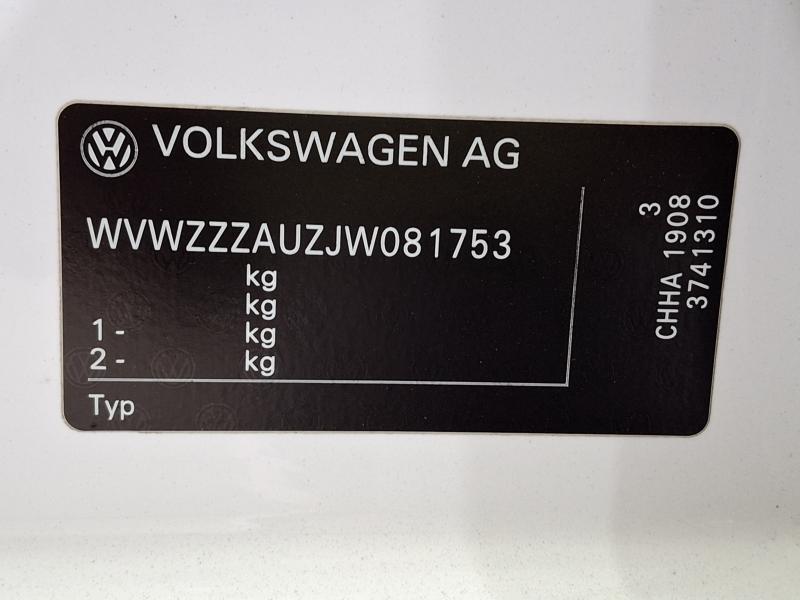 VOLKSWAGEN AG
WVWZZZAUZJW081753
kg
kg
1- kg
2- kg
Typ
3
CHHA 1908
3741310